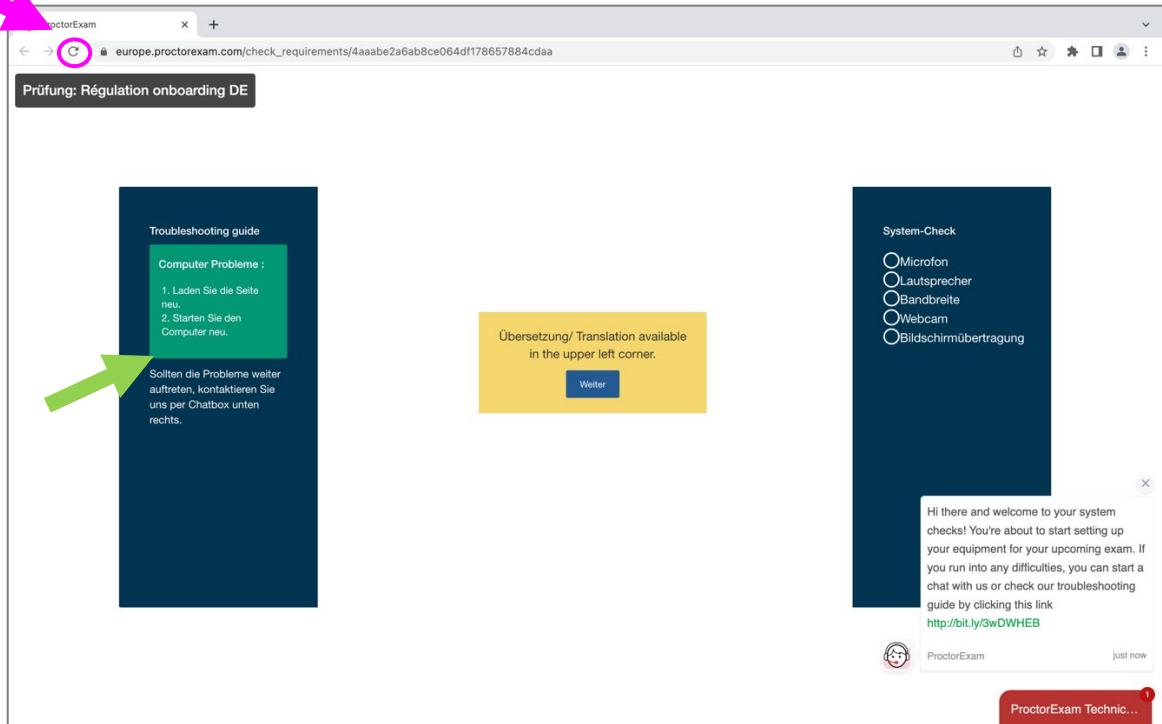 ProctorExam
europe.proctorexam.com/check_requirements/4aaabe2a6ab8ce064df178657884cdaa
Prüfung: Régulation onboarding DE
Troubleshooting guide
Computer Probleme :
1. Laden Sie die Seite
neu.
2. Starten Sie den
Computer neu.
Sollten die Probleme weiter
auftreten, kontaktieren Sie
uns per Chatbox unten
rechts.
Übersetzung/ Translation available
in the upper left corner.
Weiter
System-Check
Microfon
Lautsprecher
Bandbreite
Webcam
Bildschirmübertragung
Hi there and welcome to your system
checks! You're about to start setting up
your equipment for your upcoming exam. If
you run into any difficulties, you can start a
chat with us or check our troubleshooting
guide by clicking this link
http://bit.ly/3wDWHEB
ProctorExam just now
1
ProctorExam Technic...